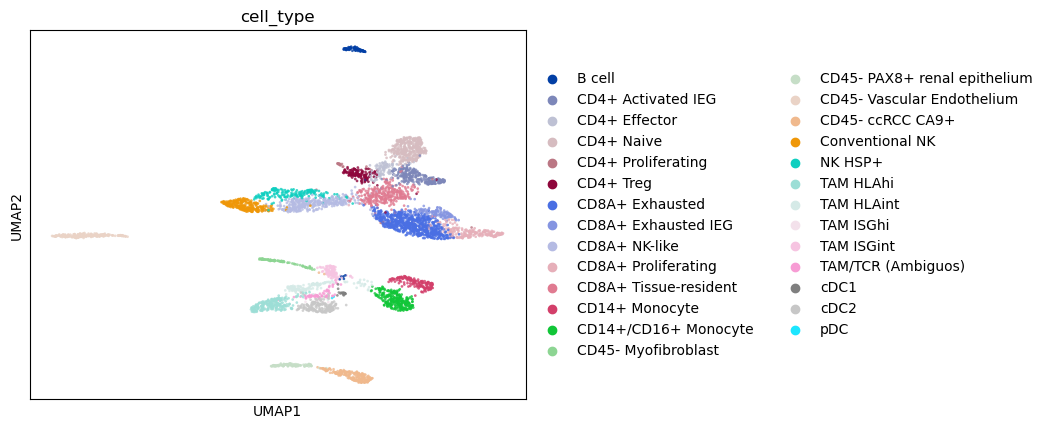 cell_type
UMAP2
UMAP1
B cell
CD4+ Activated IEG
CD4+ Effector
CD4+ Naive
CD4+ Proliferating
CD4+ Treg
CD8A+ Exhausted
CD8A+ Exhausted IEG
CD8A+ NK-like
CD8A+ Proliferating
CD8A+ Tissue-resident
CD14+ Monocyte
CD14+/CD16+ Monocyte
CD45- Myofibroblast
CD45- PAX8+ renal epithelium
CD45- Vascular Endothelium
CD45- ccRCC CA9+
Conventional NK
NK HSP+
TAM HLAhi
TAM HLAint
TAM ISGhi
TAM ISGint
TAM/TCR (Ambiguos)
cDC1
cDC2
pDC